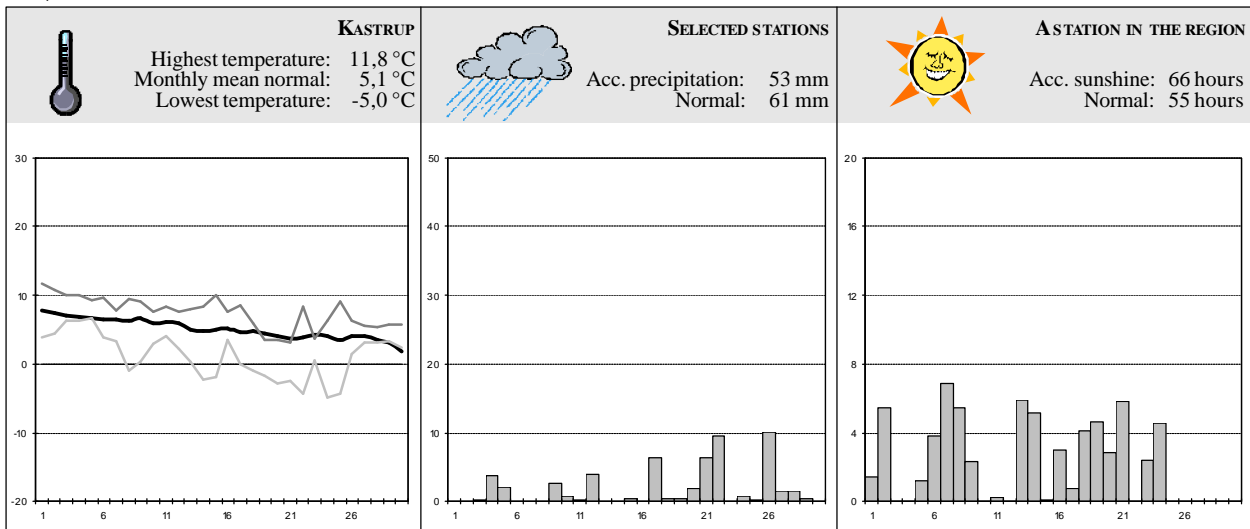 KASTRUP
Highest temperature: 11,8 °C
Monthly mean normal: 5,1 °C
Lowest temperature: -5,0 °C
SELECTED STATIONS
Acc. precipitation: 53 mm
Normal: 61 mm
A STATION IN THE REGION
Acc. sunshine: 66 hours
Normal: 55 hours
30
20
10
0
-10
-20
1 6 11 16 21 26
50
40
30
20
10
0
1 6 11 16 21 26
20
16
12
8
4
0
1 6 11 16 21 26